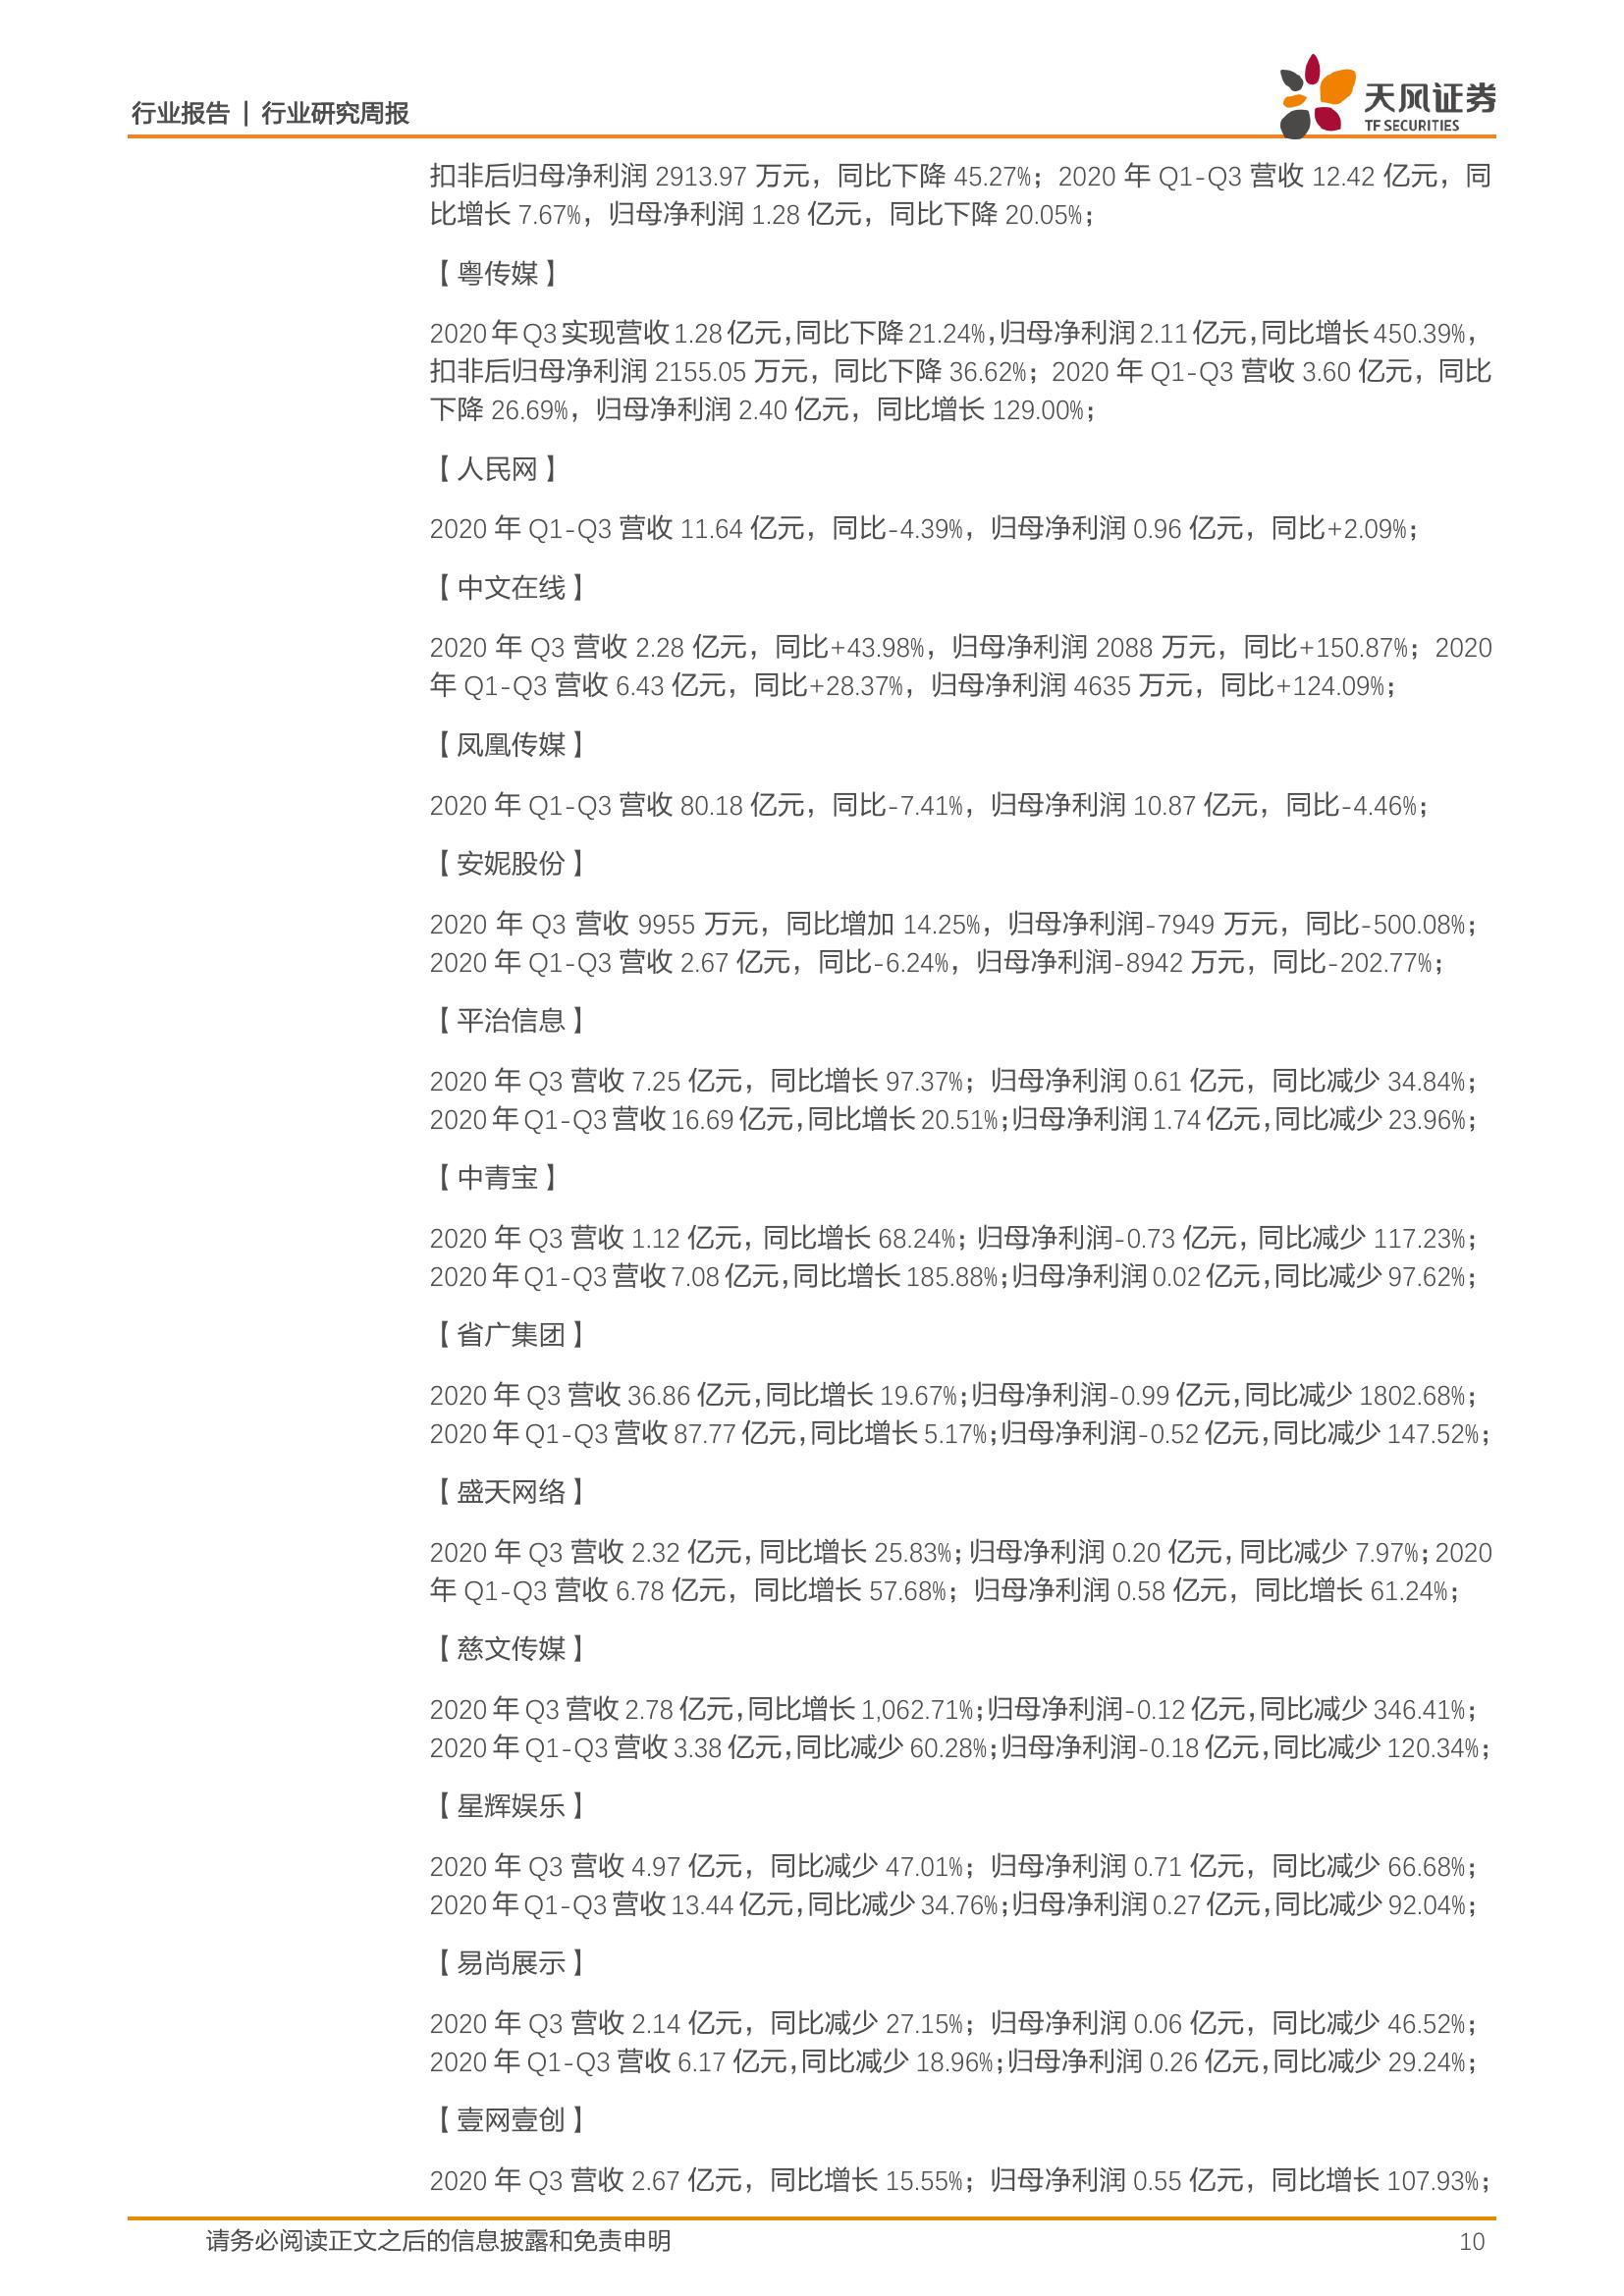 行业报告 | 行业研究周报
天风证券
TF SECURITIES
扣非后归母净利润 2913.97 万元，同比下降 45.27%；2020 年 Q1-Q3 营收 12.42 亿元，同
比增长 7.67%，归母净利润 1.28 亿元，同比下降 20.05%；
【粤传媒】
2020 年 Q3 实现营收 1.28 亿元，同比下降 21.24%，归母净利润 2.11 亿元，同比增长 450.39%，
扣非后归母净利润 2155.05 万元，同比下降 36.62%；2020 年 Q1-Q3 营收 3.60 亿元，同比
下降 26.69%，归母净利润 2.40 亿元，同比增长 129.00%；
【人民网】
2020 年 Q1-Q3 营收 11.64 亿元，同比-4.39%，归母净利润 0.96 亿元，同比+2.09%；
【中文在线】
2020 年 Q3 营收 2.28 亿元，同比+43.98%，归母净利润 2088 万元，同比+150.87%；2020
年 Q1-Q3 营收 6.43 亿元，同比+28.37%，归母净利润 4635 万元，同比+124.09%；
【凤凰传媒】
2020 年 Q1-Q3 营收 80.18 亿元，同比-7.41%，归母净利润 10.87 亿元，同比-4.46%；
【安妮股份】
2020 年 Q3 营收 9955 万元，同比增加 14.25%，归母净利润-7949 万元，同比-500.08%；
2020 年 Q1-Q3 营收 2.67 亿元，同比-6.24%，归母净利润-8942 万元，同比-202.77%；
【平治信息】
2020 年 Q3 营收 7.25 亿元，同比增长 97.37%；归母净利润 0.61 亿元，同比减少 34.84%；
2020 年 Q1-Q3 营收 16.69 亿元，同比增长 20.51%；归母净利润 1.74 亿元，同比减少 23.96%；
【中青宝】
2020 年 Q3 营收 1.12 亿元，同比增长 68.24%；归母净利润-0.73 亿元，同比减少 117.23%；
2020 年 Q1-Q3 营收 7.08 亿元，同比增长 185.88%；归母净利润 0.02 亿元，同比减少 97.62%；
【省广集团】
2020 年 Q3 营收 36.86 亿元，同比增长 19.67%；归母净利润-0.99 亿元，同比减少 1802.68%；
2020 年 Q1-Q3 营收 87.77 亿元，同比增长 5.17%；归母净利润-0.52 亿元，同比减少 147.52%；
【盛天网络】
2020 年 Q3 营收 2.32 亿元，同比增长 25.83%；归母净利润 0.20 亿元，同比减少 7.97%；2020
年 Q1-Q3 营收 6.78 亿元，同比增长 57.68%；归母净利润 0.58 亿元，同比增长 61.24%；
【慈文传媒】
2020 年 Q3 营收 2.78 亿元，同比增长 1,062.71%；归母净利润-0.12 亿元，同比减少 346.41%；
2020 年 Q1-Q3 营收 3.38 亿元，同比减少 60.28%；归母净利润-0.18 亿元，同比减少 120.34%；
【星辉娱乐】
2020 年 Q3 营收 4.97 亿元，同比减少 47.01%；归母净利润 0.71 亿元，同比减少 66.68%；
2020 年 Q1-Q3 营收 13.44 亿元，同比减少 34.76%；归母净利润 0.27 亿元，同比减少 92.04%；
【易尚展示】
2020 年 Q3 营收 2.14 亿元，同比减少 27.15%；归母净利润 0.06 亿元，同比减少 46.52%；
2020 年 Q1-Q3 营收 6.17 亿元，同比减少 18.96%；归母净利润 0.26 亿元，同比减少 29.24%；
【壹网壹创】
2020 年 Q3 营收 2.67 亿元，同比增长 15.55%；归母净利润 0.55 亿元，同比增长 107.93%；
请务必阅读正文之后的信息披露和免责申明 10